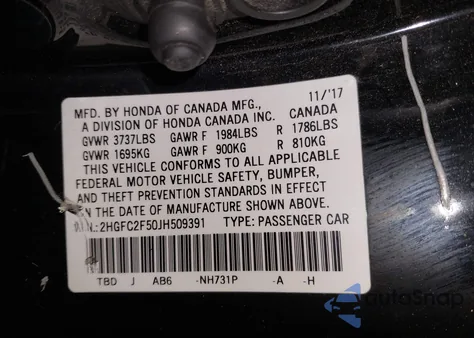 MFD. BY HONDA OF CANADA MFG., 11/'17
A DIVISION OF HONDA CANADA INC. CANADA
GVWR 3737LBS GAWR F 1984LBS R 1786LBS
GVWR 1695KG GAWR F 900KG R 810KG
THIS VEHICLE CONFORMS TO ALL APPLICABLE
FEDERAL MOTOR VEHICLE SAFETY, BUMPER,
AND THEFT PREVENTION STANDARDS IN EFFECT
ON THE DATE OF MANUFACTURE SHOWN ABOVE.
V.I.N.:2HGFC2F50JH509391 TYPE: PASSENGER CAR
TBD J AB6 -NH731P -A -H
AutoSnap